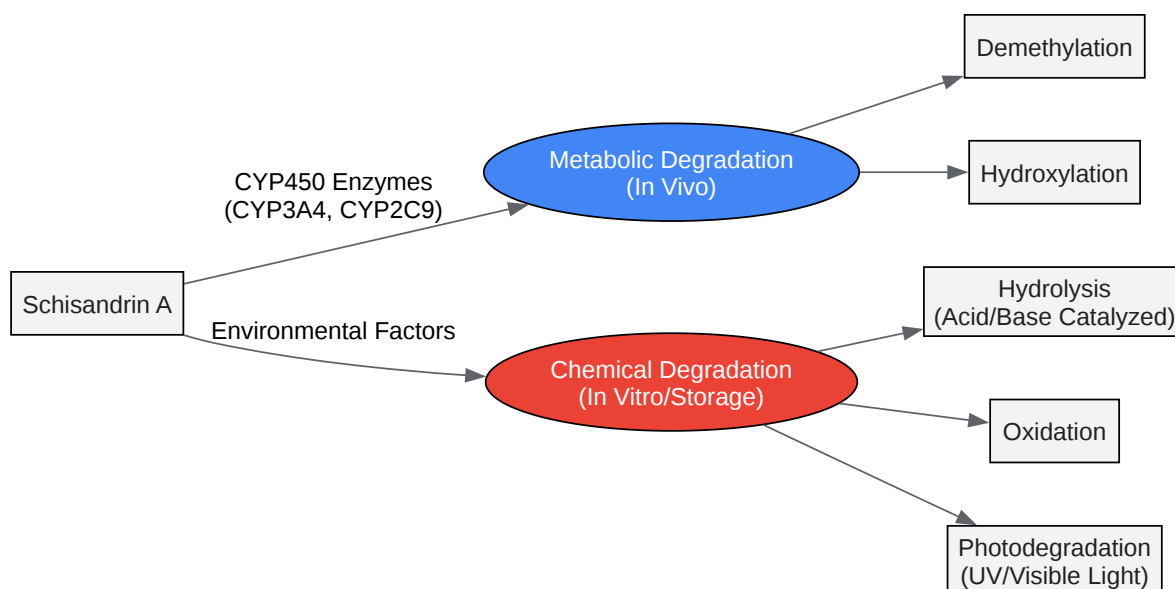 Demethylation
Metabolic Degradation
(In Vivo)
Hydroxylation
CYP450 Enzymes
(CYP3A4, CYP2C9)
Schisandrin A
Environmental Factors
Hydrolysis
(Acid/Base Catalyzed)
Chemical Degradation
(In Vitro/Storage)
Oxidation
Photodegradation
(UV/Visible Light)